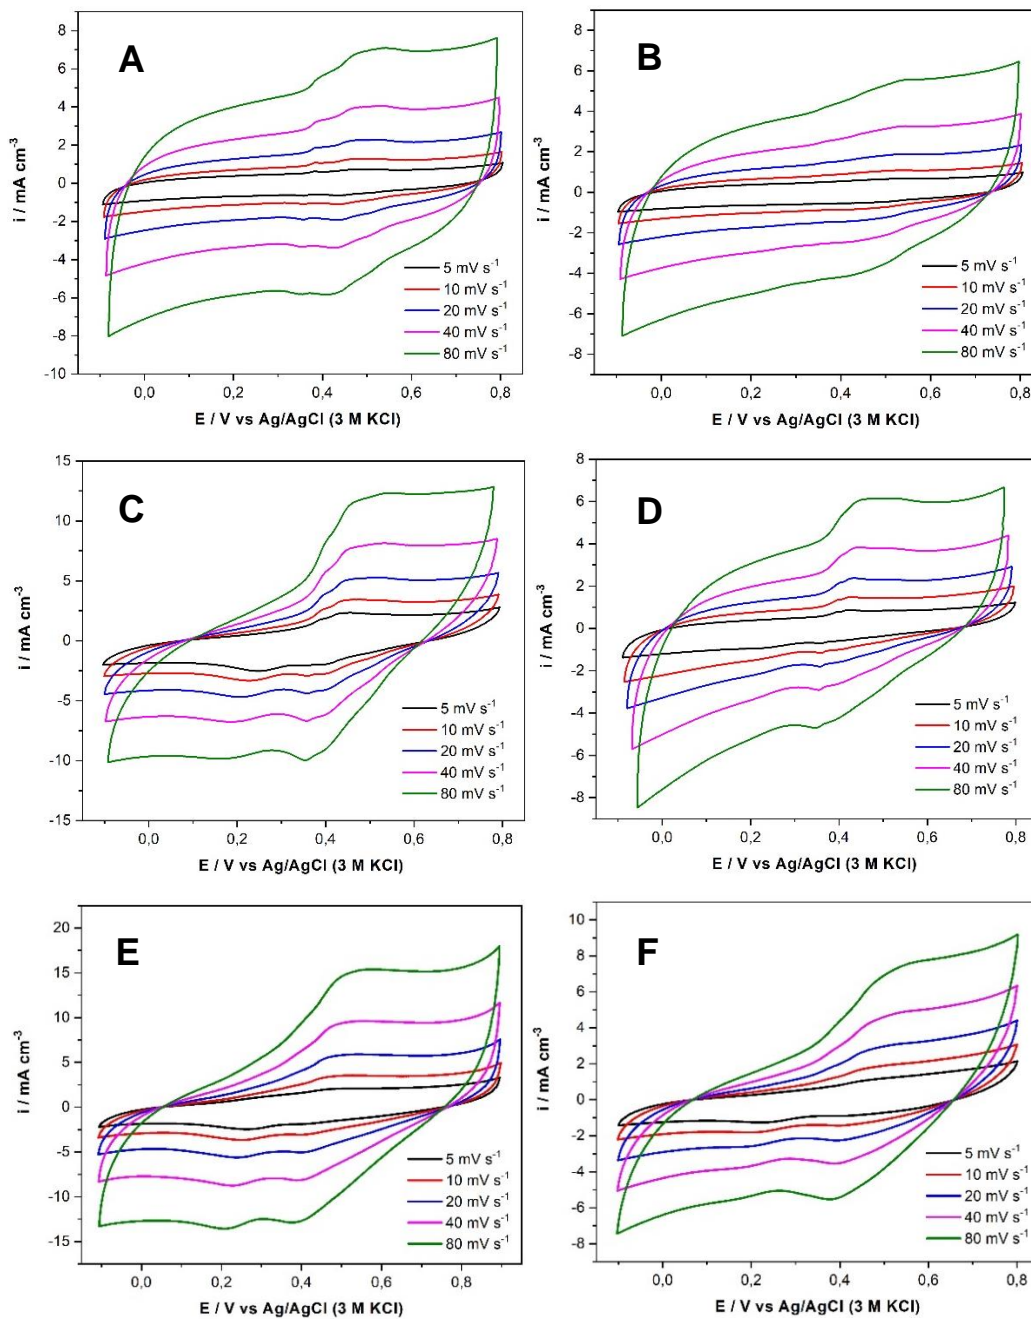 A
8
6
4
2
0
-2
-4
-6
-8
-10
i / mA cm⁻³
5 mV s⁻¹
10 mV s⁻¹
20 mV s⁻¹
40 mV s⁻¹
80 mV s⁻¹
0,0 0,2 0,4 0,6 0,8
E / V vs Ag/AgCl (3 M KCl)
B
8
6
4
2
0
-2
-4
-6
-8
i / mA cm⁻³
5 mV s⁻¹
10 mV s⁻¹
20 mV s⁻¹
40 mV s⁻¹
80 mV s⁻¹
0,0 0,2 0,4 0,6 0,8
E / V vs Ag/AgCl (3 M KCl)
C
15
10
5
0
-5
-10
-15
i / mA cm⁻³
5 mV s⁻¹
10 mV s⁻¹
20 mV s⁻¹
40 mV s⁻¹
80 mV s⁻¹
0,0 0,2 0,4 0,6 0,8
E / V vs Ag/AgCl (3 M KCl)
D
8
6
4
2
0
-2
-4
-6
-8
i / mA cm⁻³
5 mV s⁻¹
10 mV s⁻¹
20 mV s⁻¹
40 mV s⁻¹
80 mV s⁻¹
0,0 0,2 0,4 0,6 0,8
E / V vs Ag/AgCl (3 M KCl)
E
20
15
10
5
0
-5
-10
-15
i / mA cm⁻³
5 mV s⁻¹
10 mV s⁻¹
20 mV s⁻¹
40 mV s⁻¹
80 mV s⁻¹
0,0 0,2 0,4 0,6 0,8
E / V vs Ag/AgCl (3 M KCl)
F
10
8
6
4
2
0
-2
-4
-6
-8
i / mA cm⁻³
5 mV s⁻¹
10 mV s⁻¹
20 mV s⁻¹
40 mV s⁻¹
80 mV s⁻¹
0,0 0,2 0,4 0,6 0,8
E / V vs Ag/AgCl (3 M KCl)